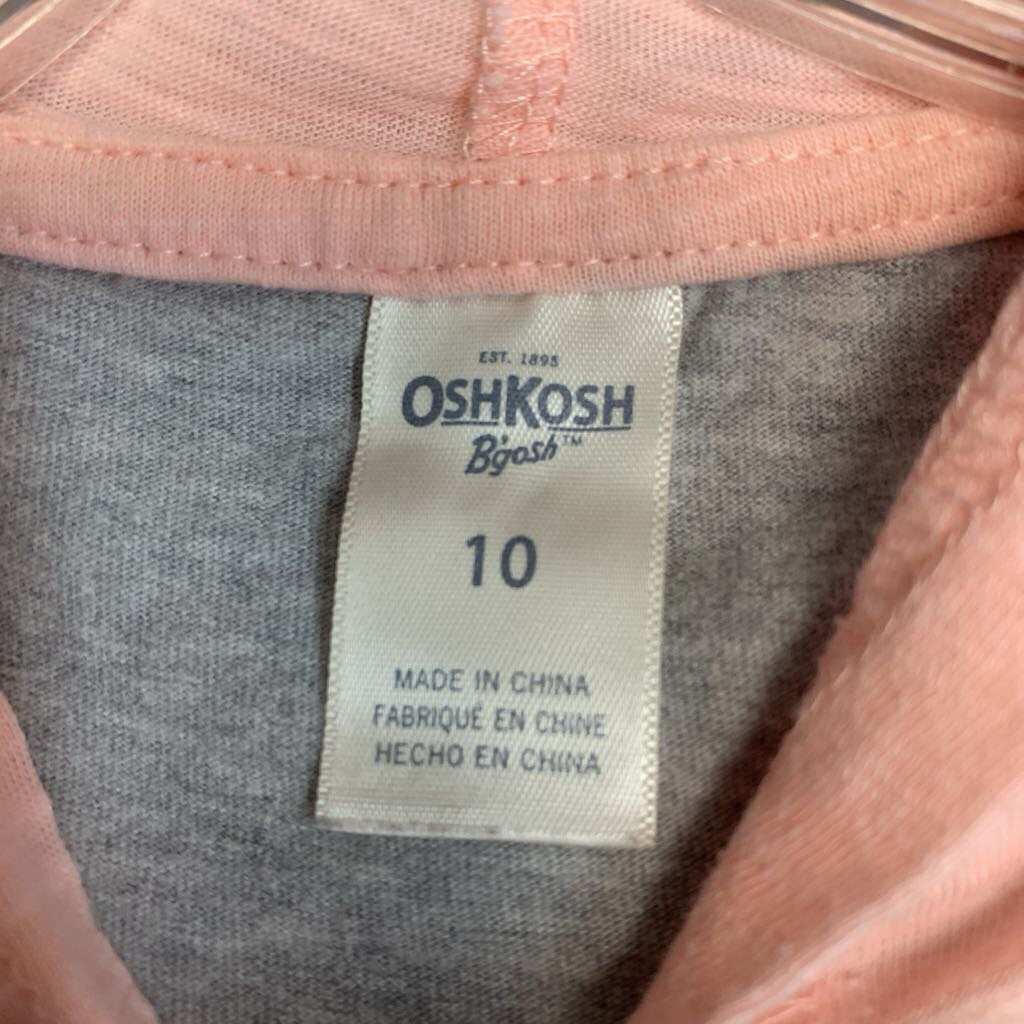 EST. 1895
OSHKOSH
B'gosh™
10
MADE IN CHINA
FABRIQUÉ EN CHINE
HECHO EN CHINA